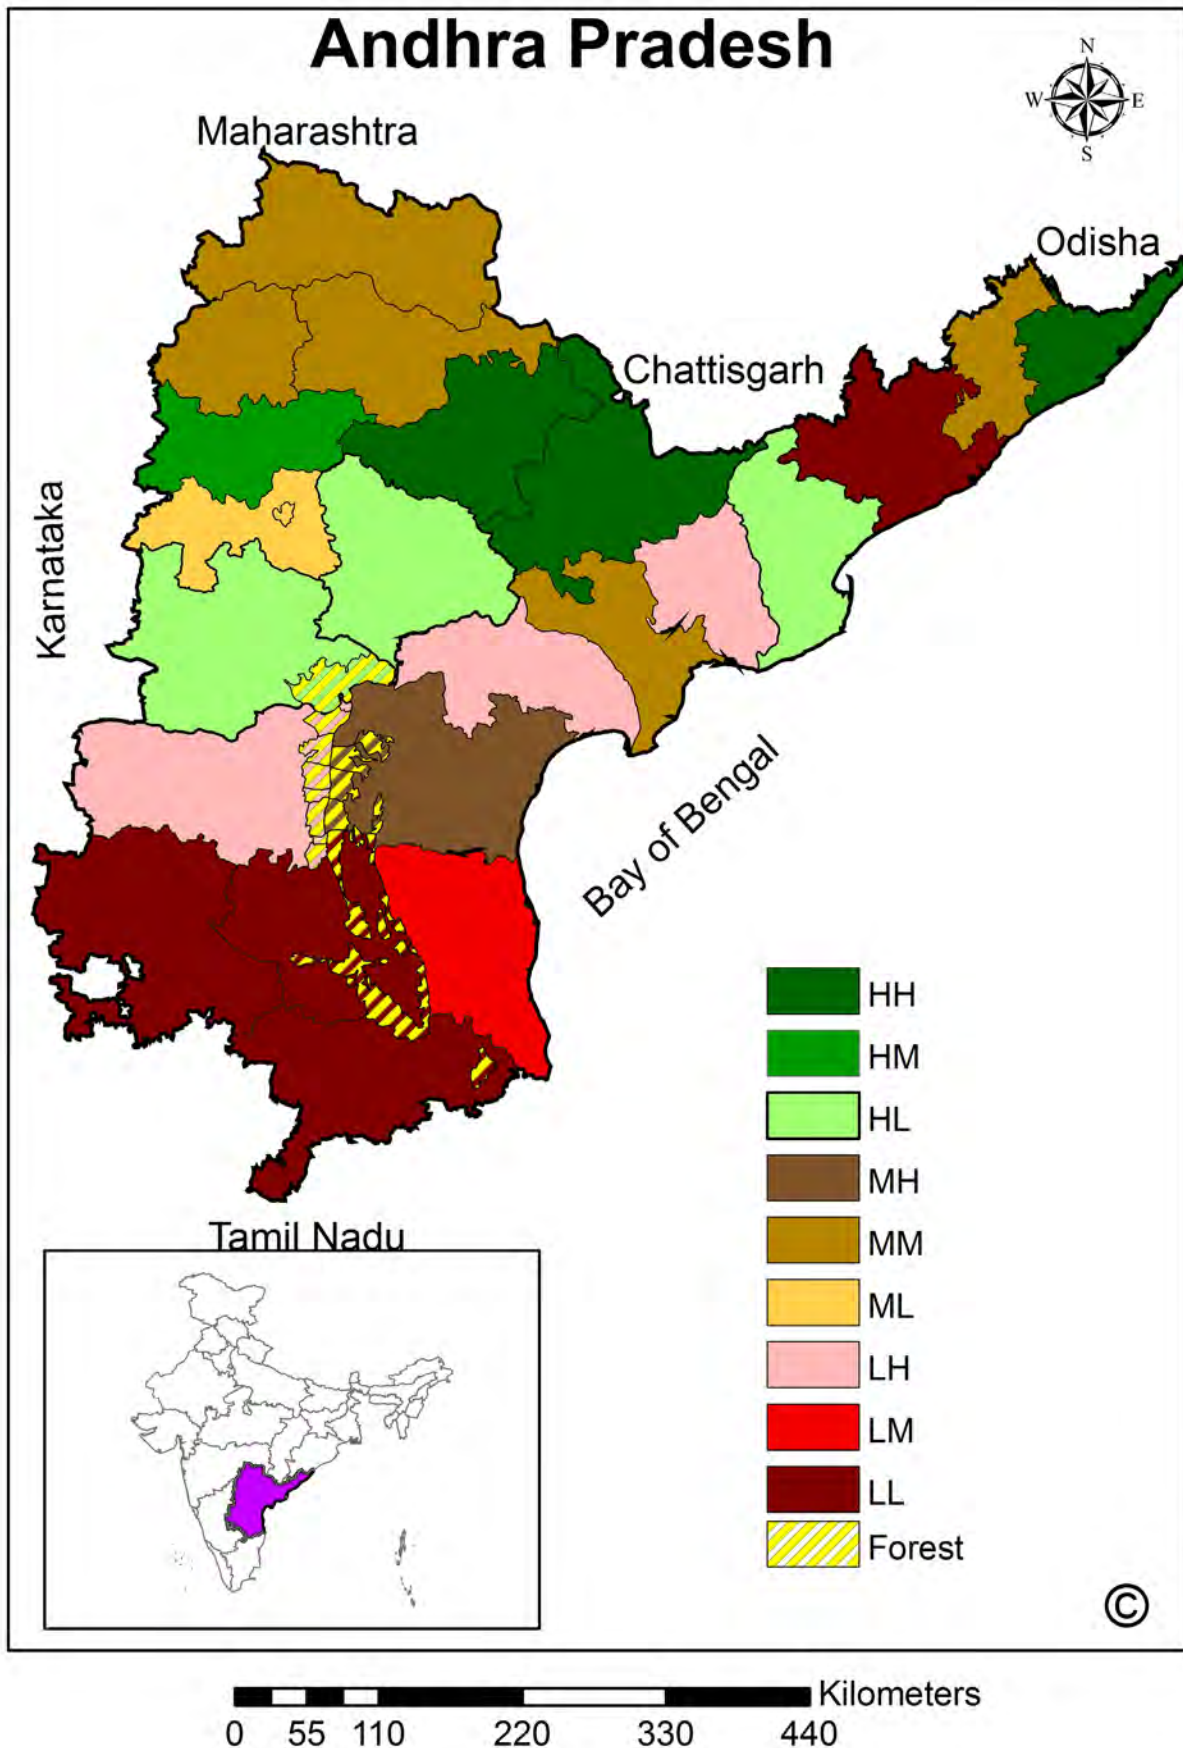 Andhra Pradesh
N
W
E
S
Maharashtra
Odisha
Chattisgarh
Karnataka
Bay of Bengal
HH
HM
HL
MH
MM
ML
LH
LM
LL
Forest
Tamil Nadu
©
Kilometers
0 55 110 220 330 440